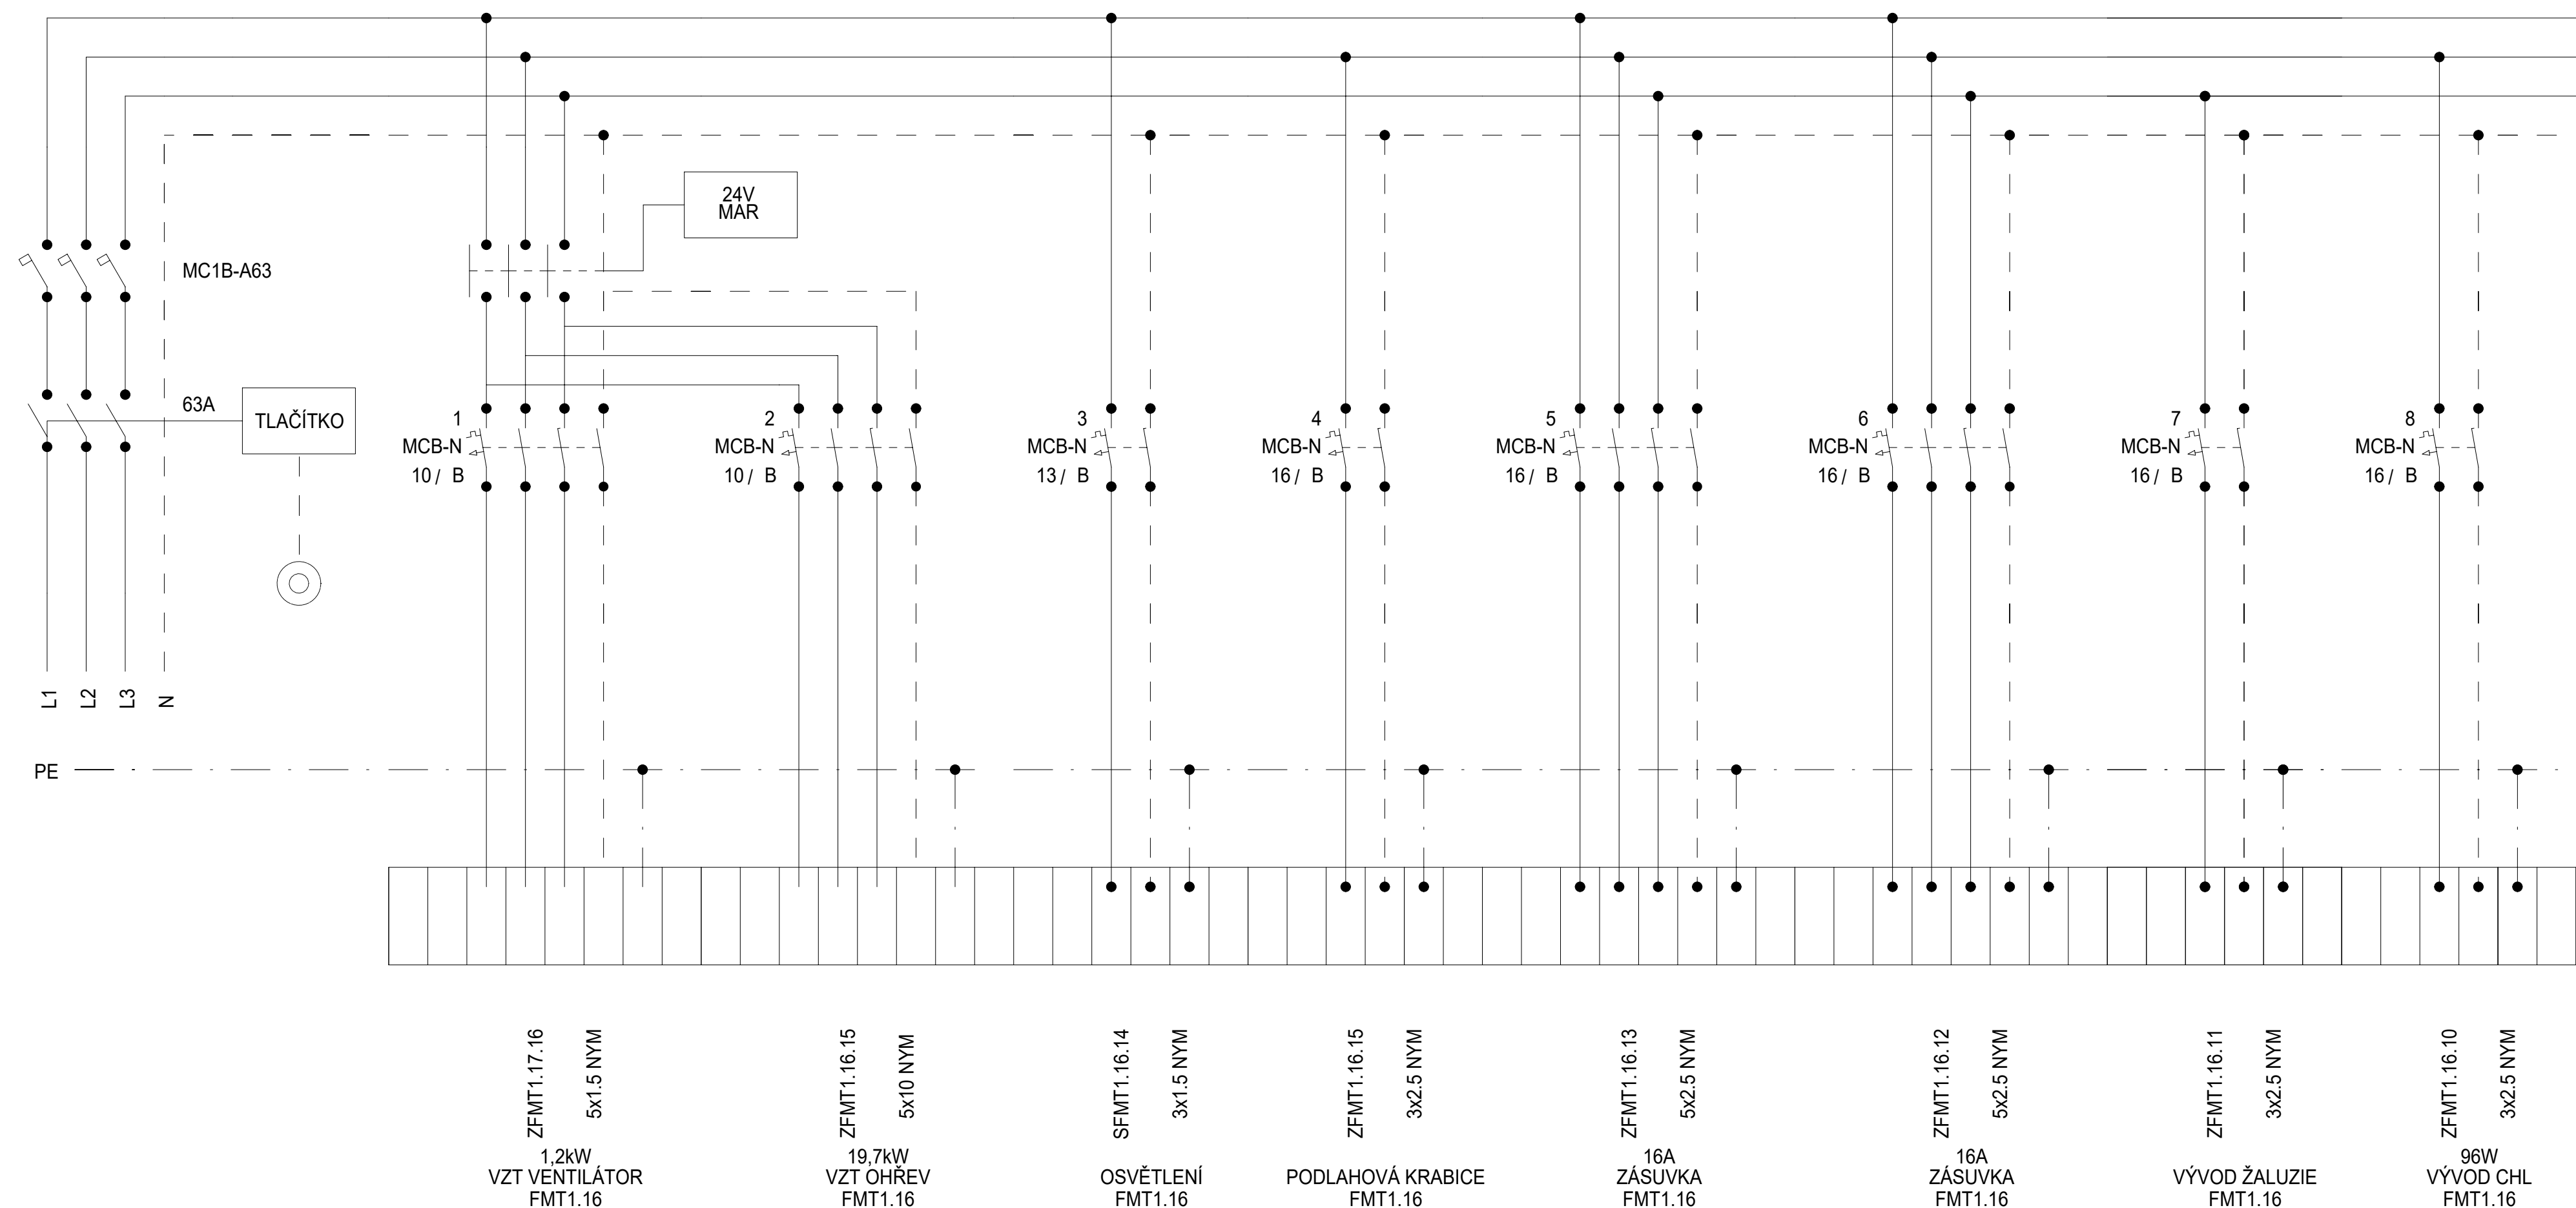 24V
MAR
MC1B-A63
63A
TLAČÍTKO
1
MCB-N
10 / B
2
MCB-N
10 / B
3
MCB-N
13 / B
4
MCB-N
16 / B
5
MCB-N
16 / B
6
MCB-N
16 / B
7
MCB-N
16 / B
8
MCB-N
16 / B
L1
L2
L3
N
PE
ZFMT1.17.16
5x1.5 NYM
1,2kW
VZT VENTILÁTOR
FMT1.16
ZFMT1.16.15
5x10 NYM
19,7kW
VZT OHŘEV
FMT1.16
SFMT1.16.14
3x1.5 NYM
OSVĚTLENÍ
FMT1.16
ZFMT1.16.15
3x2.5 NYM
PODLAHOVÁ KRABICE
FMT1.16
ZFMT1.16.13
5x2.5 NYM
16A
ZÁSUVKA
FMT1.16
ZFMT1.16.12
5x2.5 NYM
16A
ZÁSUVKA
FMT1.16
ZFMT1.16.11
3x2.5 NYM
VÝVOD ŽALUZIE
FMT1.16
ZFMT1.16.10
3x2.5 NYM
96W
VÝVOD CHL
FMT1.16